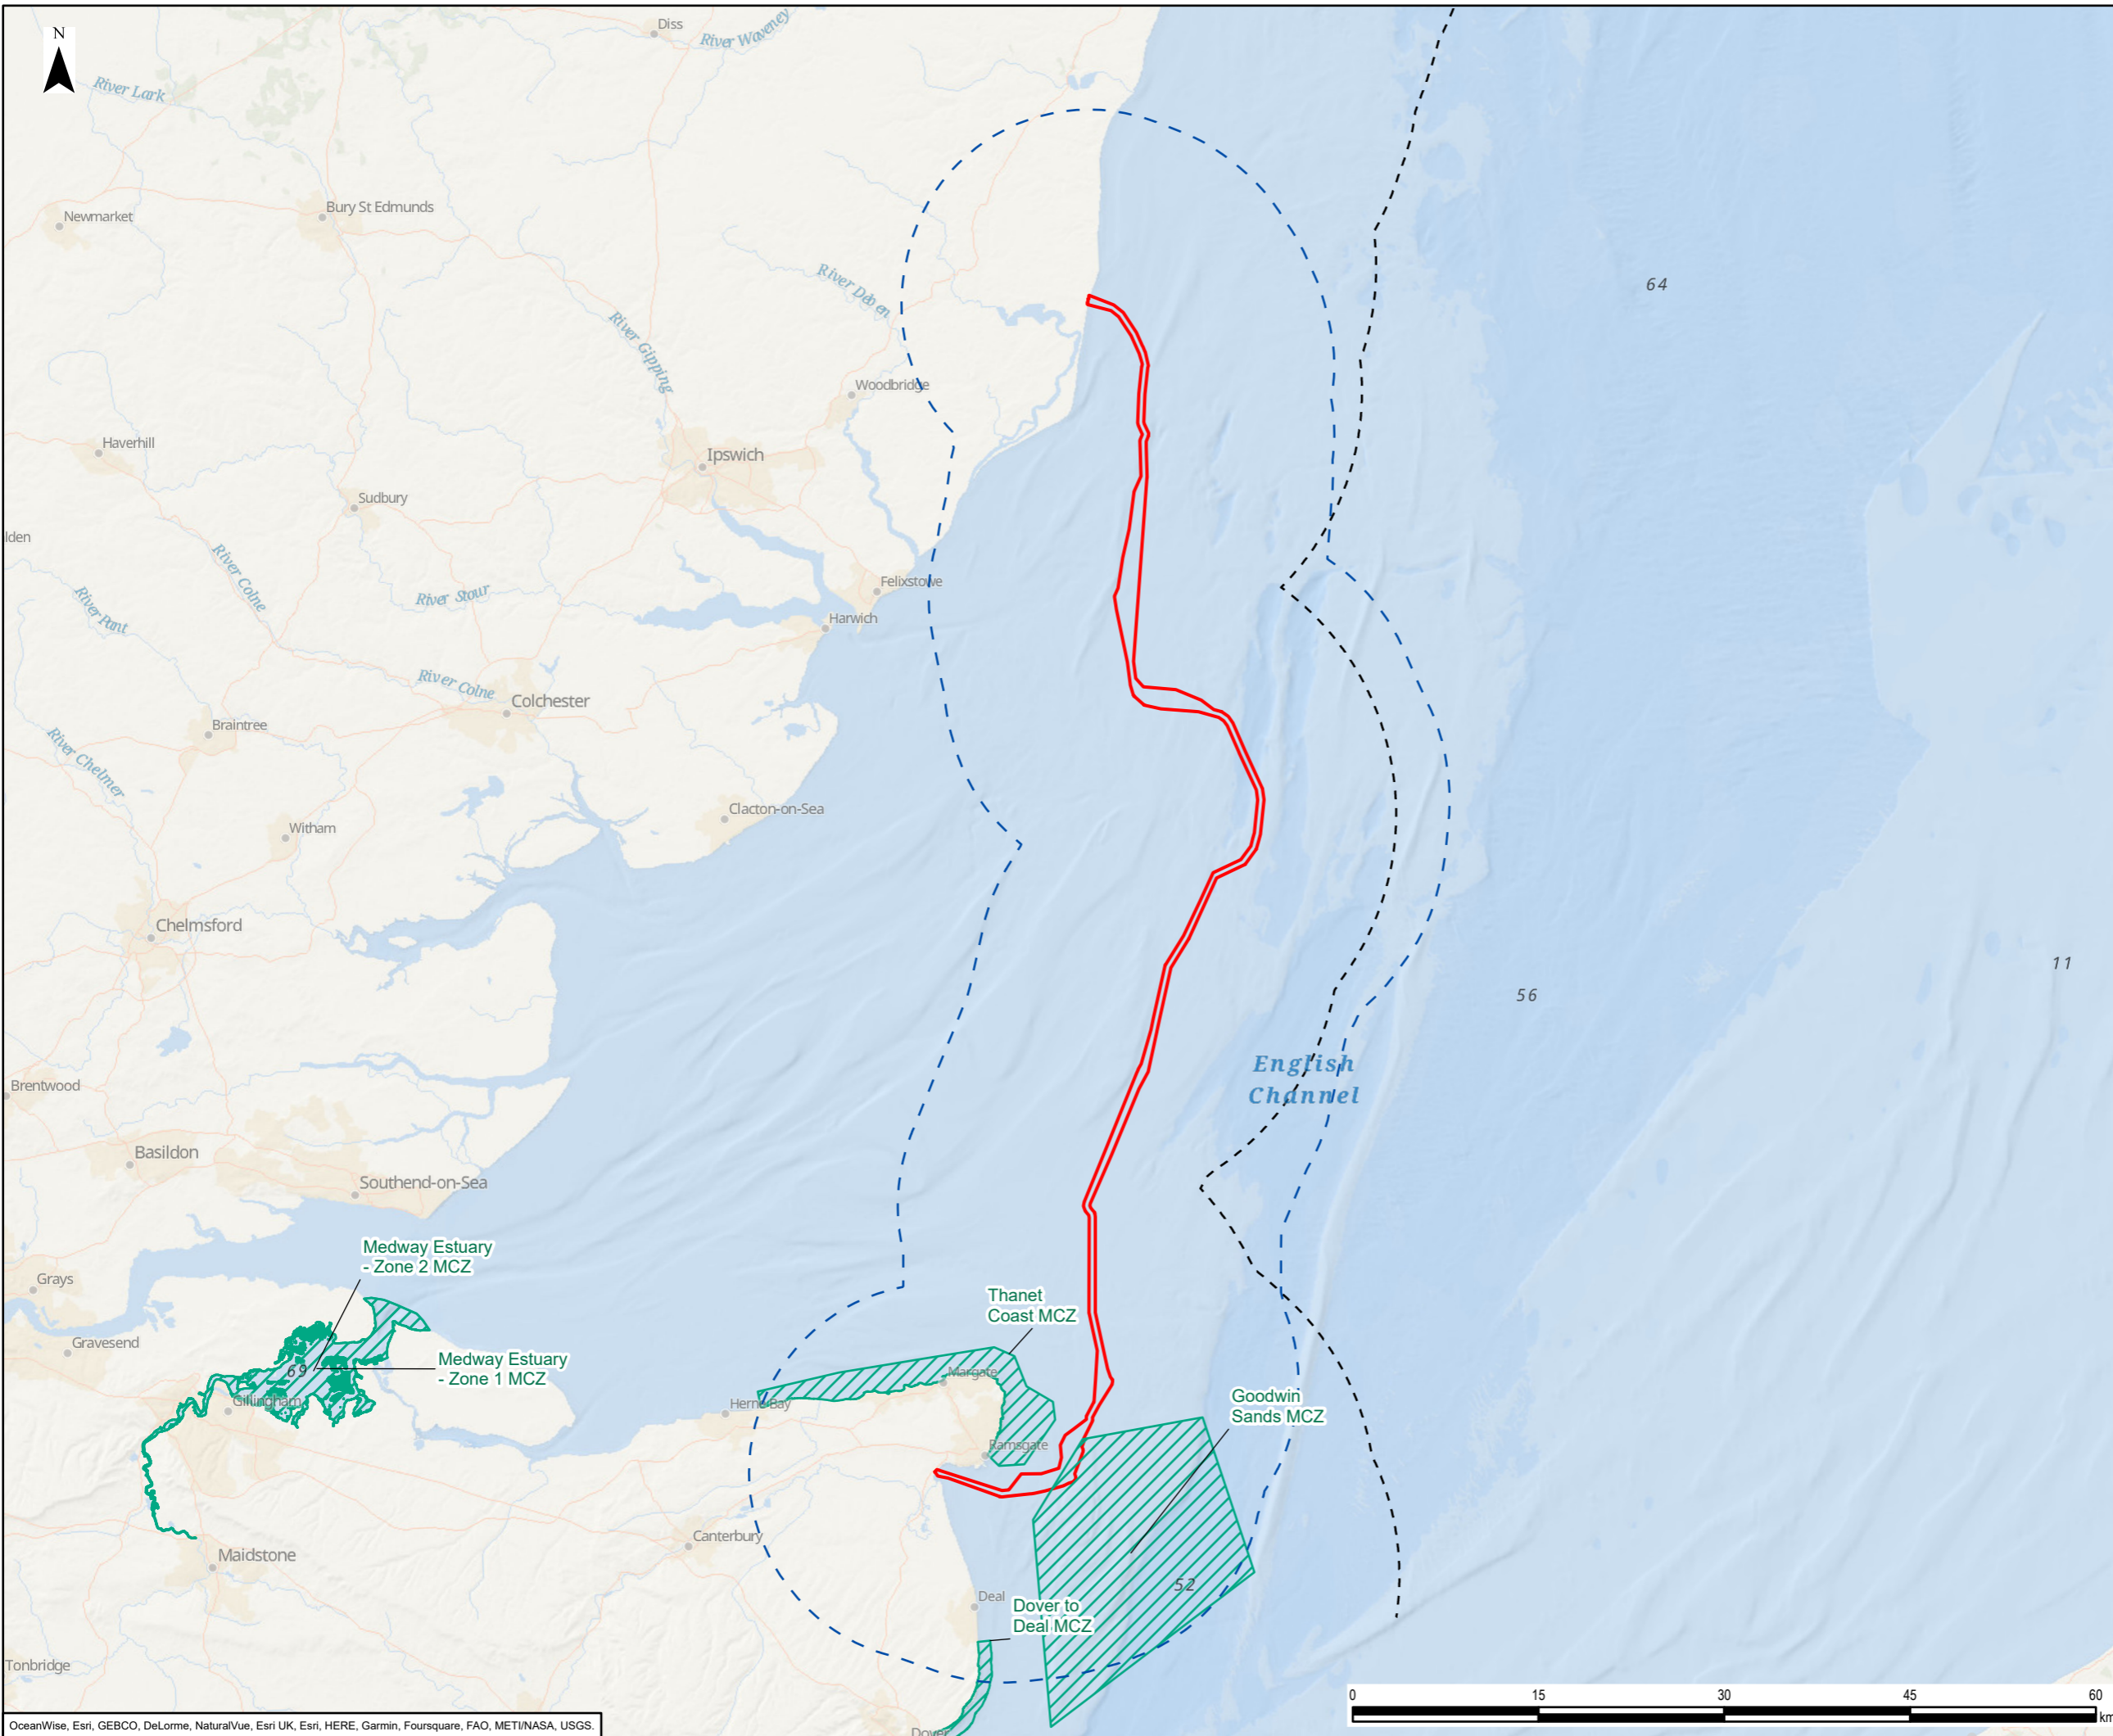 Diss
River Waveney
N
River Lark
Newmarket
Bury St Edmunds
River Deben
64
River Gipping
Woodbridge
Haverhill
Ipswich
Sudbury
lden
River Colne
Felixstowe
River Stour
River Pant
Harwich
River Colne
Colchester
Braintree
River Chelmer
Clacton-on-Sea
Witham
Chelmsford
11
56
English
Channel
Brentwood
Basildon
Southend-on-Sea
Medway Estuary
- Zone 2 MCZ
Grays
Thanet
Coast MCZ
Gravesend
Medway Estuary
- Zone 1 MCZ
69
Margate
Gillingham
Herne Bay
Goodwin
Sands MCZ
Ramsgate
Canterbury
Maidstone
52
Deal
Dover to
Deal MCZ
Tonbridge
0 15 30 45 60
km
OceanWise, Esri, GEBCO, DeLorme, NaturalVue, Esri UK, Esri, HERE, Garmin, Foursquare, FAO, METI/NASA, USGS.
Dover